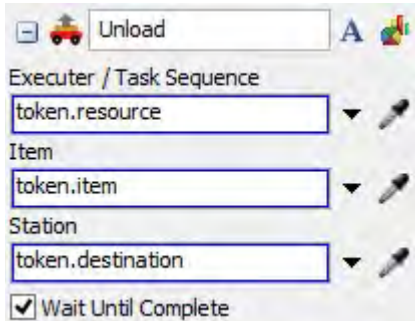 Unload A
Executer / Task Sequence
token.resource
Item
token.item
Station
token.destination
Wait Until Complete